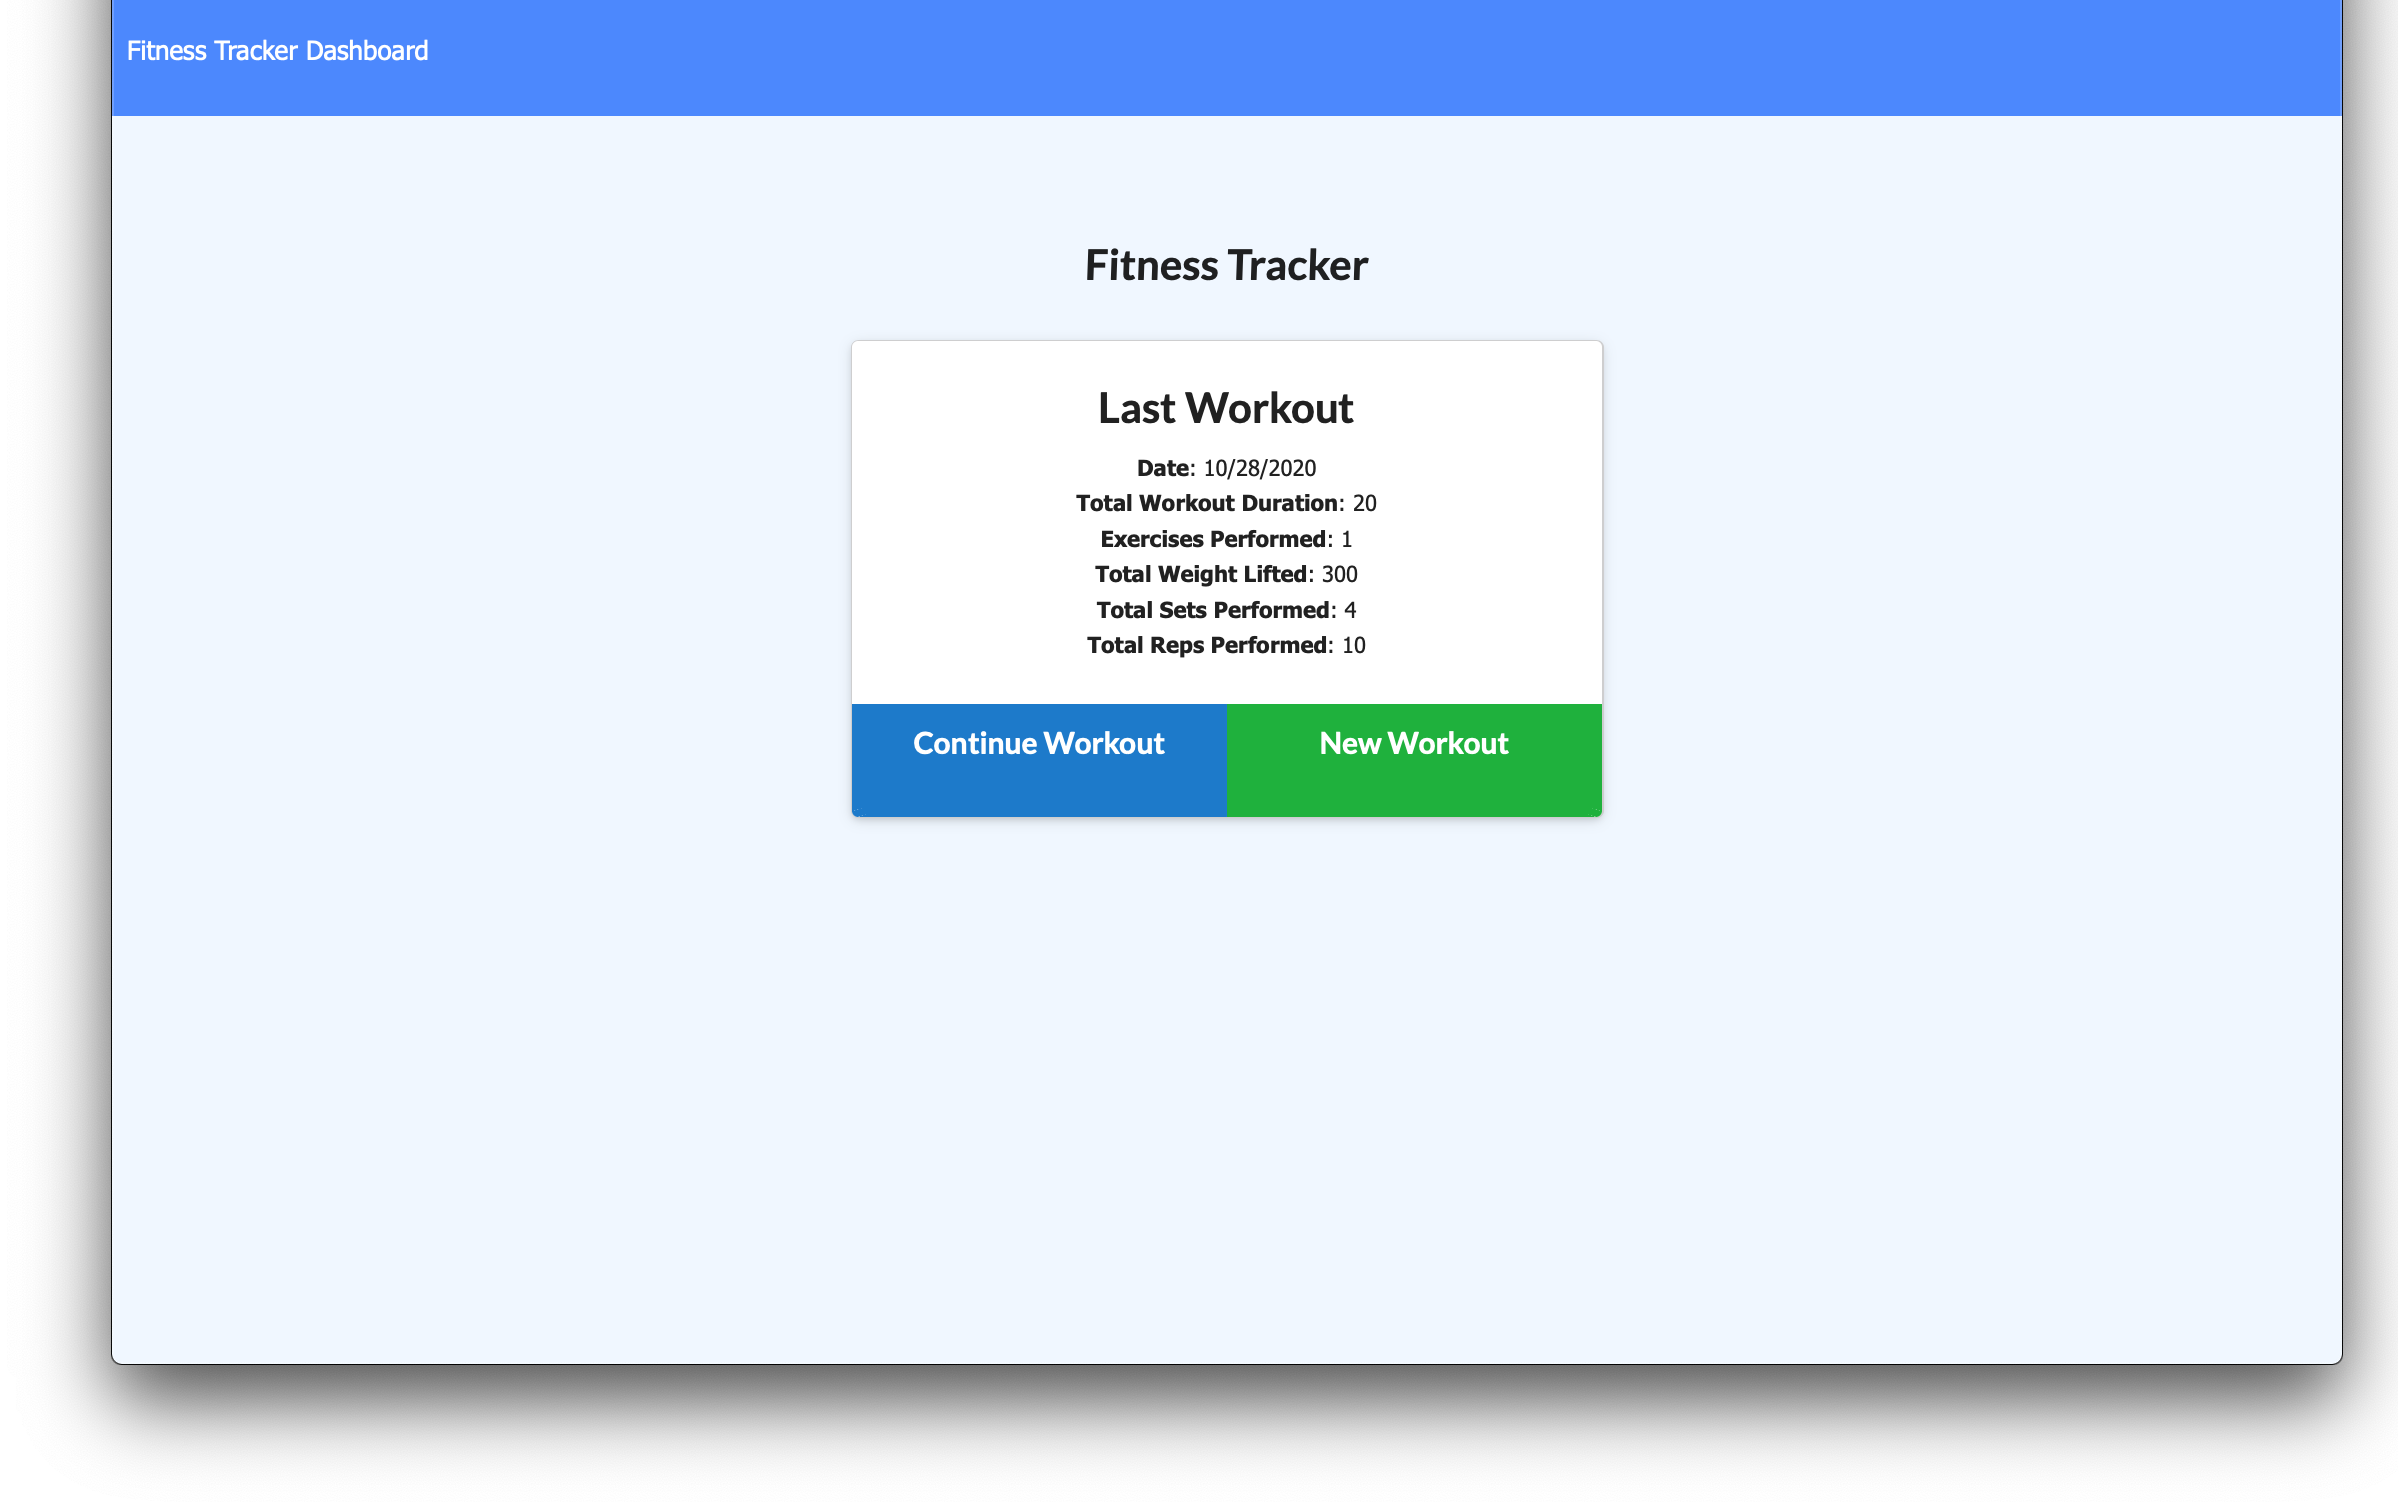 Fitness Tracker Dashboard
Fitness Tracker
Last Workout
Date: 10/28/2020
Total Workout Duration: 20
Exercises Performed: 1
Total Weight Lifted: 300
Total Sets Performed: 4
Total Reps Performed: 10
Continue Workout
New Workout